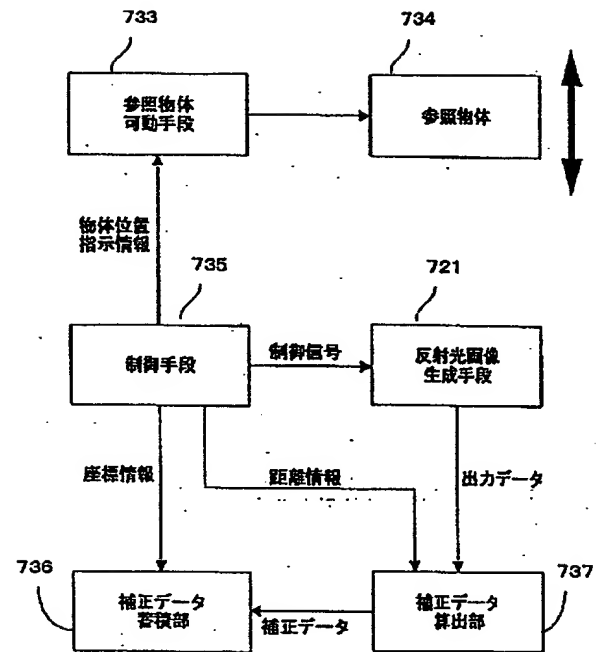 733
734
参照物体
可動手段
参照物体
物体位置
指示情報
735
721
制御手段
制御信号
反射光画像
生成手段
座標情報
距離情報
出力データ
736
737
補正データ
蓄積部
補正データ
補正データ
算出部